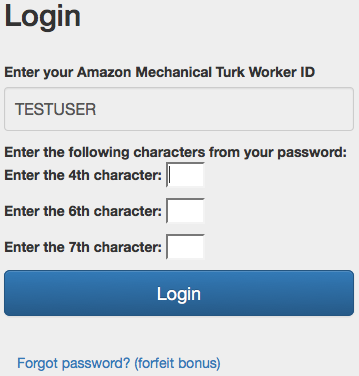 Login
Enter your Amazon Mechanical Turk Worker ID
TESTUSER
Enter the following characters from your password:
Enter the 4th character:
Enter the 6th character:
Enter the 7th character:
Login
Forgot password? (forfeit bonus)